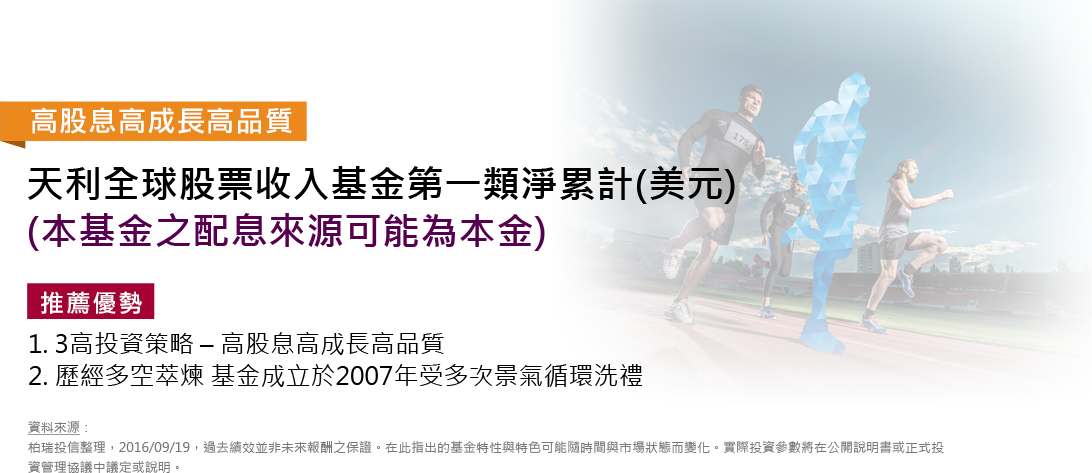 高股息高成長高品質
天利全球股票收入基金第一類淨累計(美元)
(本基金之配息來源可能為本金)
178
推薦優勢
1. 3高投資策略 – 高股息高成長高品質
2. 歷經多空萃煉 基金成立於2007年受多次景氣循環洗禮
資料來源：
柏瑞投信整理，2016/09/19，過去績效並非未來報酬之保證。在此指出的基金特性與特色可能隨時間與市場狀態而變化。實際投資參數將在公開說明書或正式投
資管理協議中議定或說明。